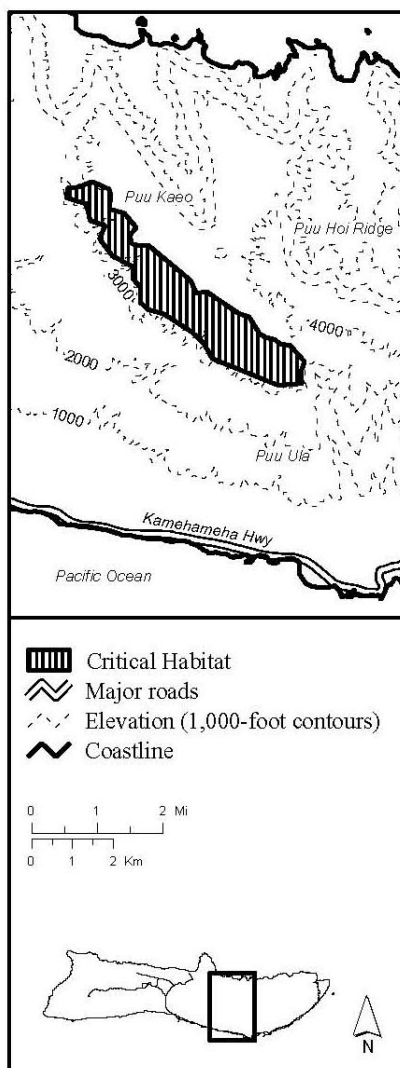 Puu Kaeo
Puu Hoi Ridge
3000
4000
2000
1000
Puu Ula
Kamehameha Hwy
Pacific Ocean
Critical Habitat
Major roads
Elevation (1,000-foot contours)
Coastline
0 1 2 Mi
0 1 2 Km
N